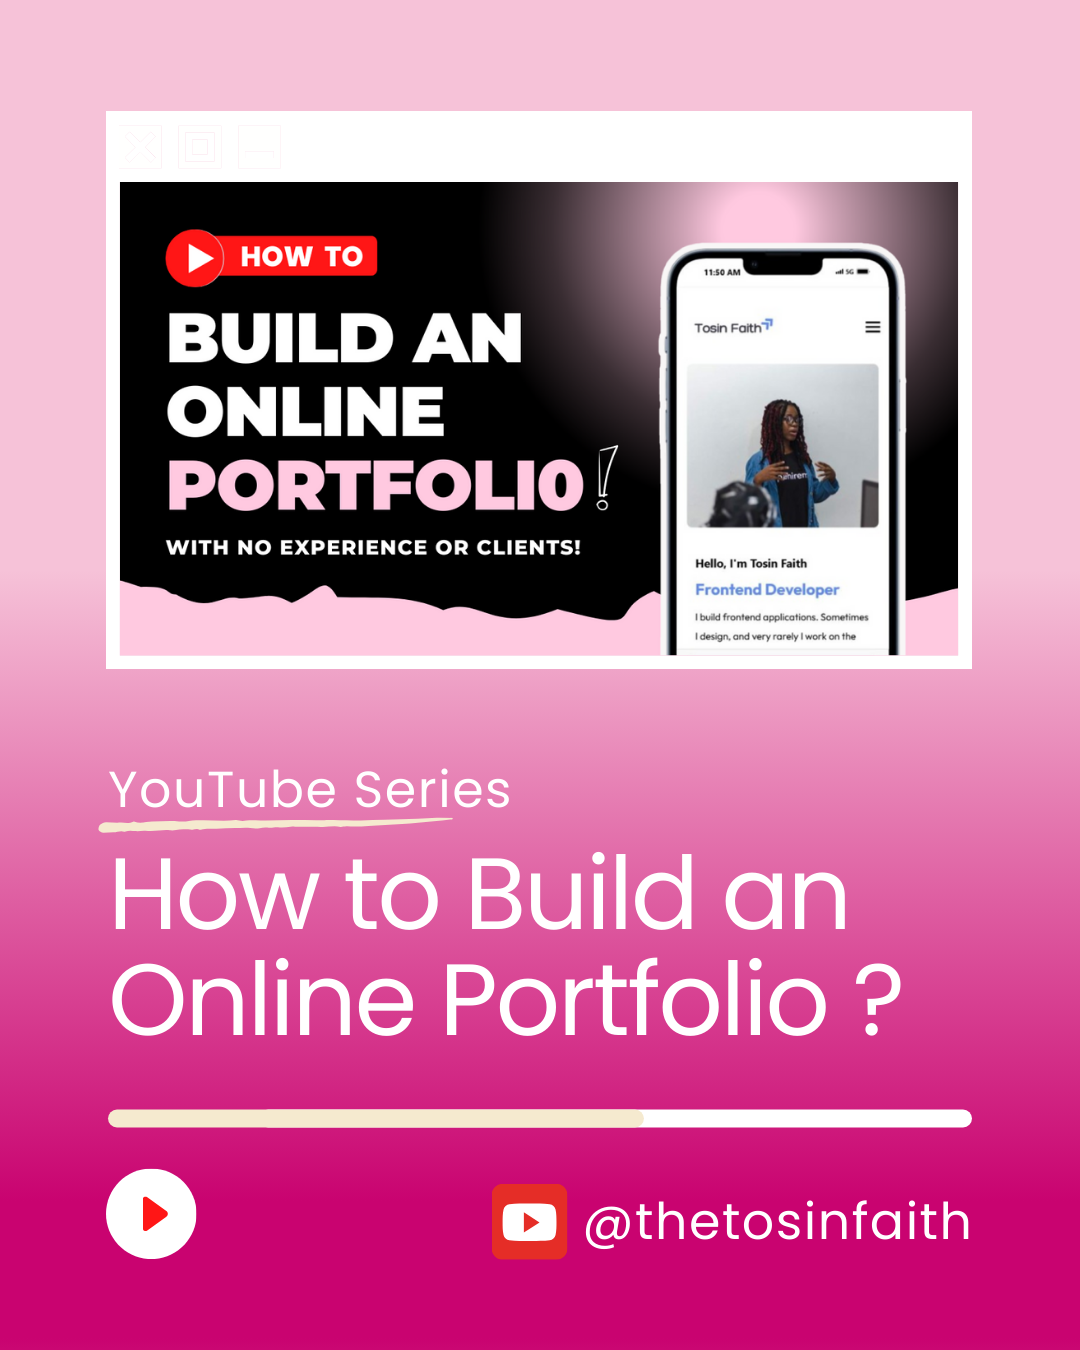 HOW TO
BUILD AN
ONLINE
PORTFOLIO!
WITH NO EXPERIENCE OR CLIENTS!
11:50 AM
5G
Tosin Faith
Hello, I'm Tosin Faith
Frontend Developer
I build frontend applications. Sometimes
I design, and very rarely I work on the
YouTube Series
How to Build an
Online Portfolio ?
@thetosinfaith